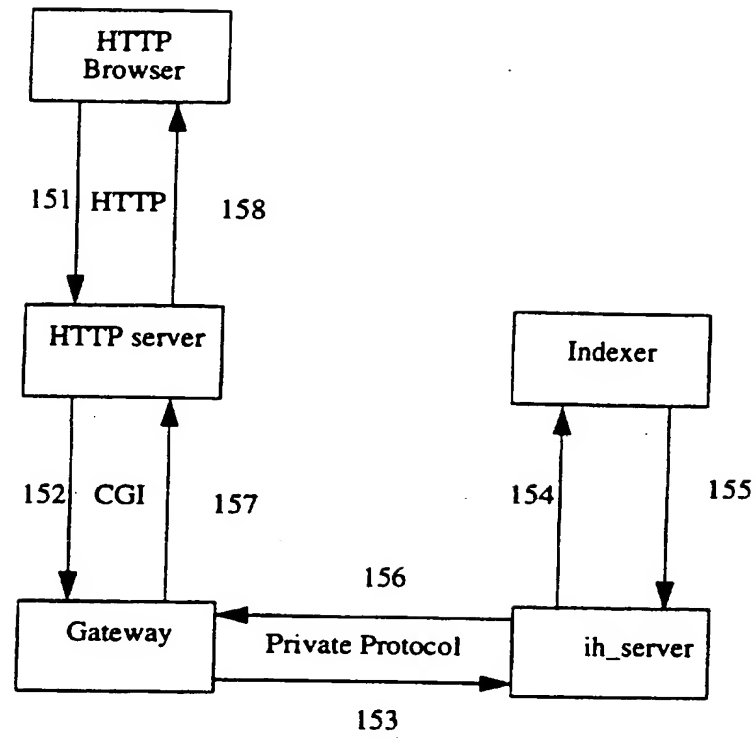 HTTP
Browser
151
HTTP
158
HTTP server
Indexer
152
CGI
157
154
155
156
Gateway
Private Protocol
ih_server
153